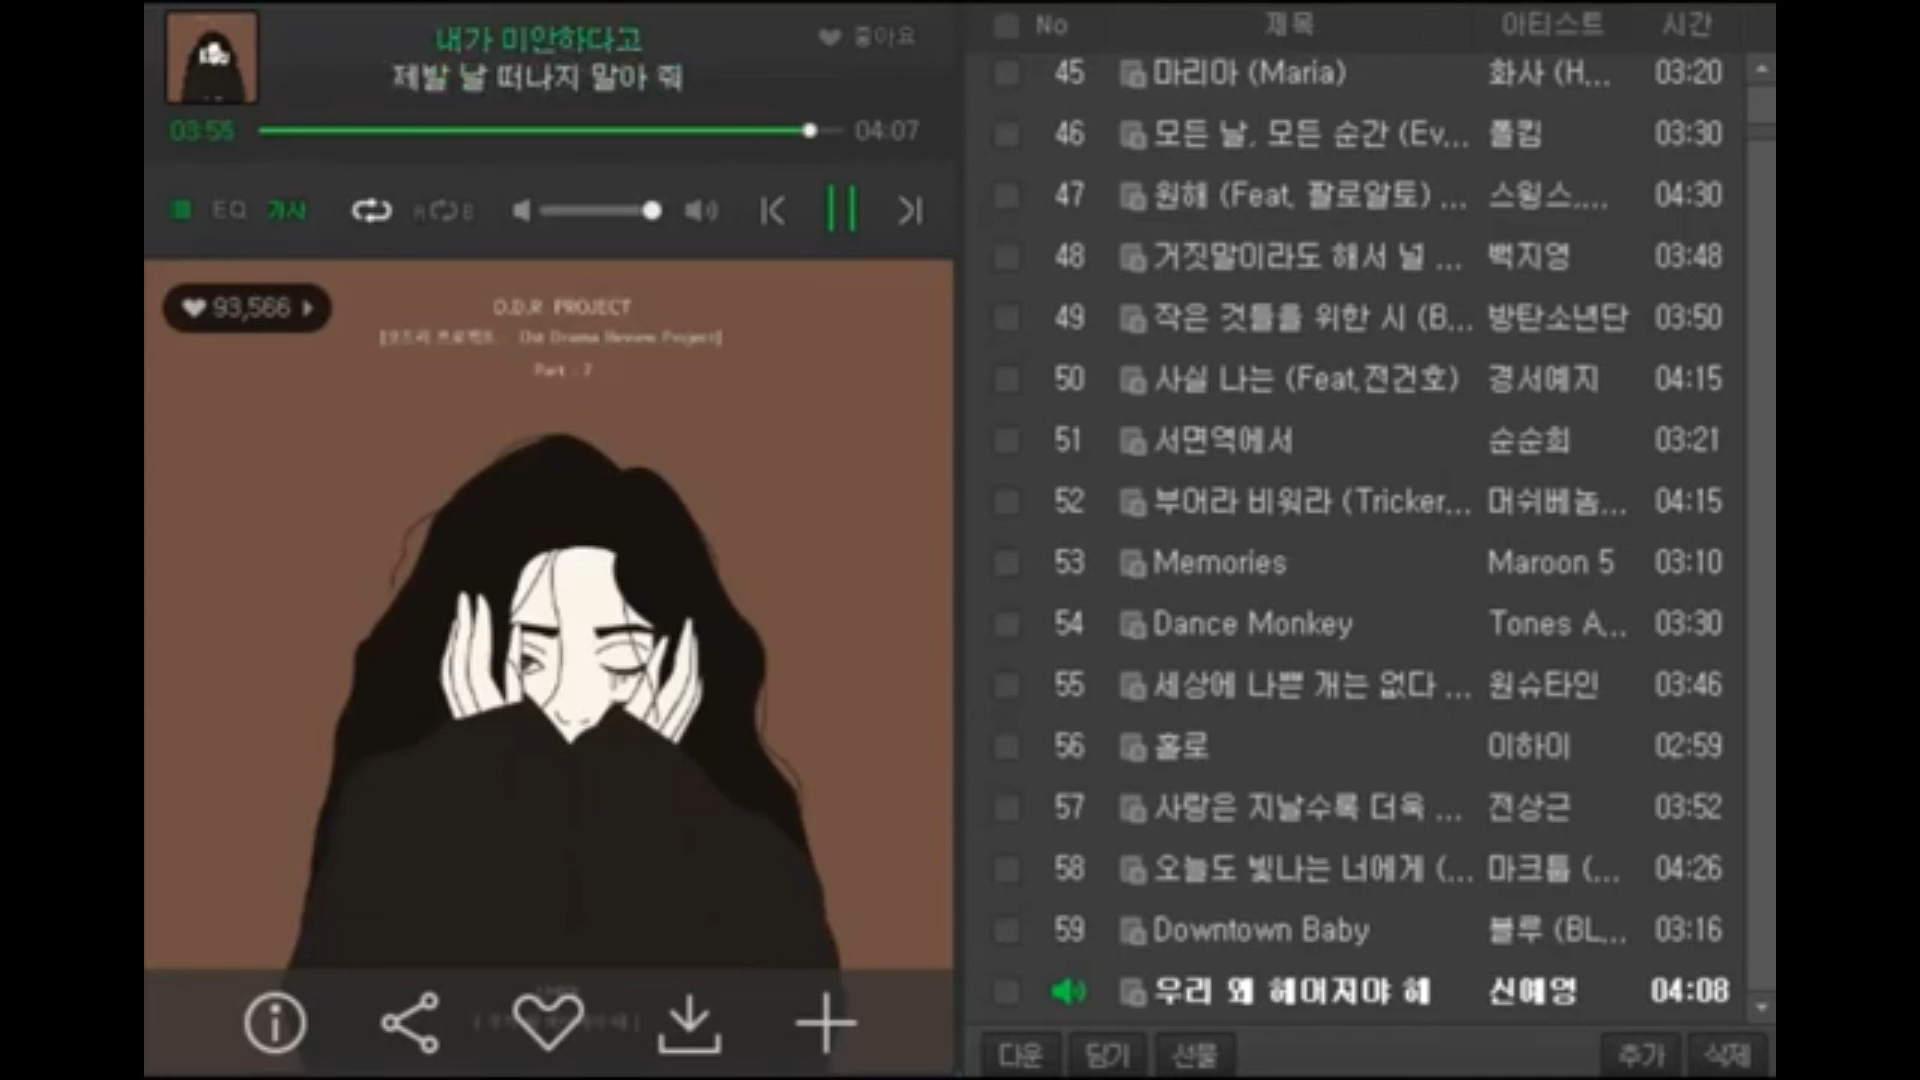 내가 미안하다고
제발 날 떠나지 말아 줘
좋아요
03:55
04:07
EQ 가사 A B
93,566
O.D.R PROJECT
[오드리 프로젝트 : Ost Drama Review Project]
Part . 7
No 제목 아티스트 시간
45 마리아 (Maria) 화사 (H... 03:20
46 모든 날, 모든 순간 (Ev... 폴킴 03:30
47 원해 (Feat. 팔로알토) ... 스윙스,... 04:30
48 거짓말이라도 해서 널 ... 백지영 03:48
49 작은 것들을 위한 시 (B... 방탄소년단 03:50
50 사실 나는 (Feat.전건호) 경서예지 04:15
51 서면역에서 순순희 03:21
52 부어라 비워라 (Tricker... 머쉬베놈... 04:15
53 Memories Maroon 5 03:10
54 Dance Monkey Tones A... 03:30
55 세상에 나쁜 개는 없다 ... 원슈타인 03:46
56 홀로 이하이 02:59
57 사랑은 지날수록 더욱 ... 전상근 03:52
58 오늘도 빛나는 너에게 (... 마크툽 (... 04:26
59 Downtown Baby 블루 (BL... 03:16
우리 왜 헤어져야 해 신예영 04:08
다운 담기 선물 추가 삭제